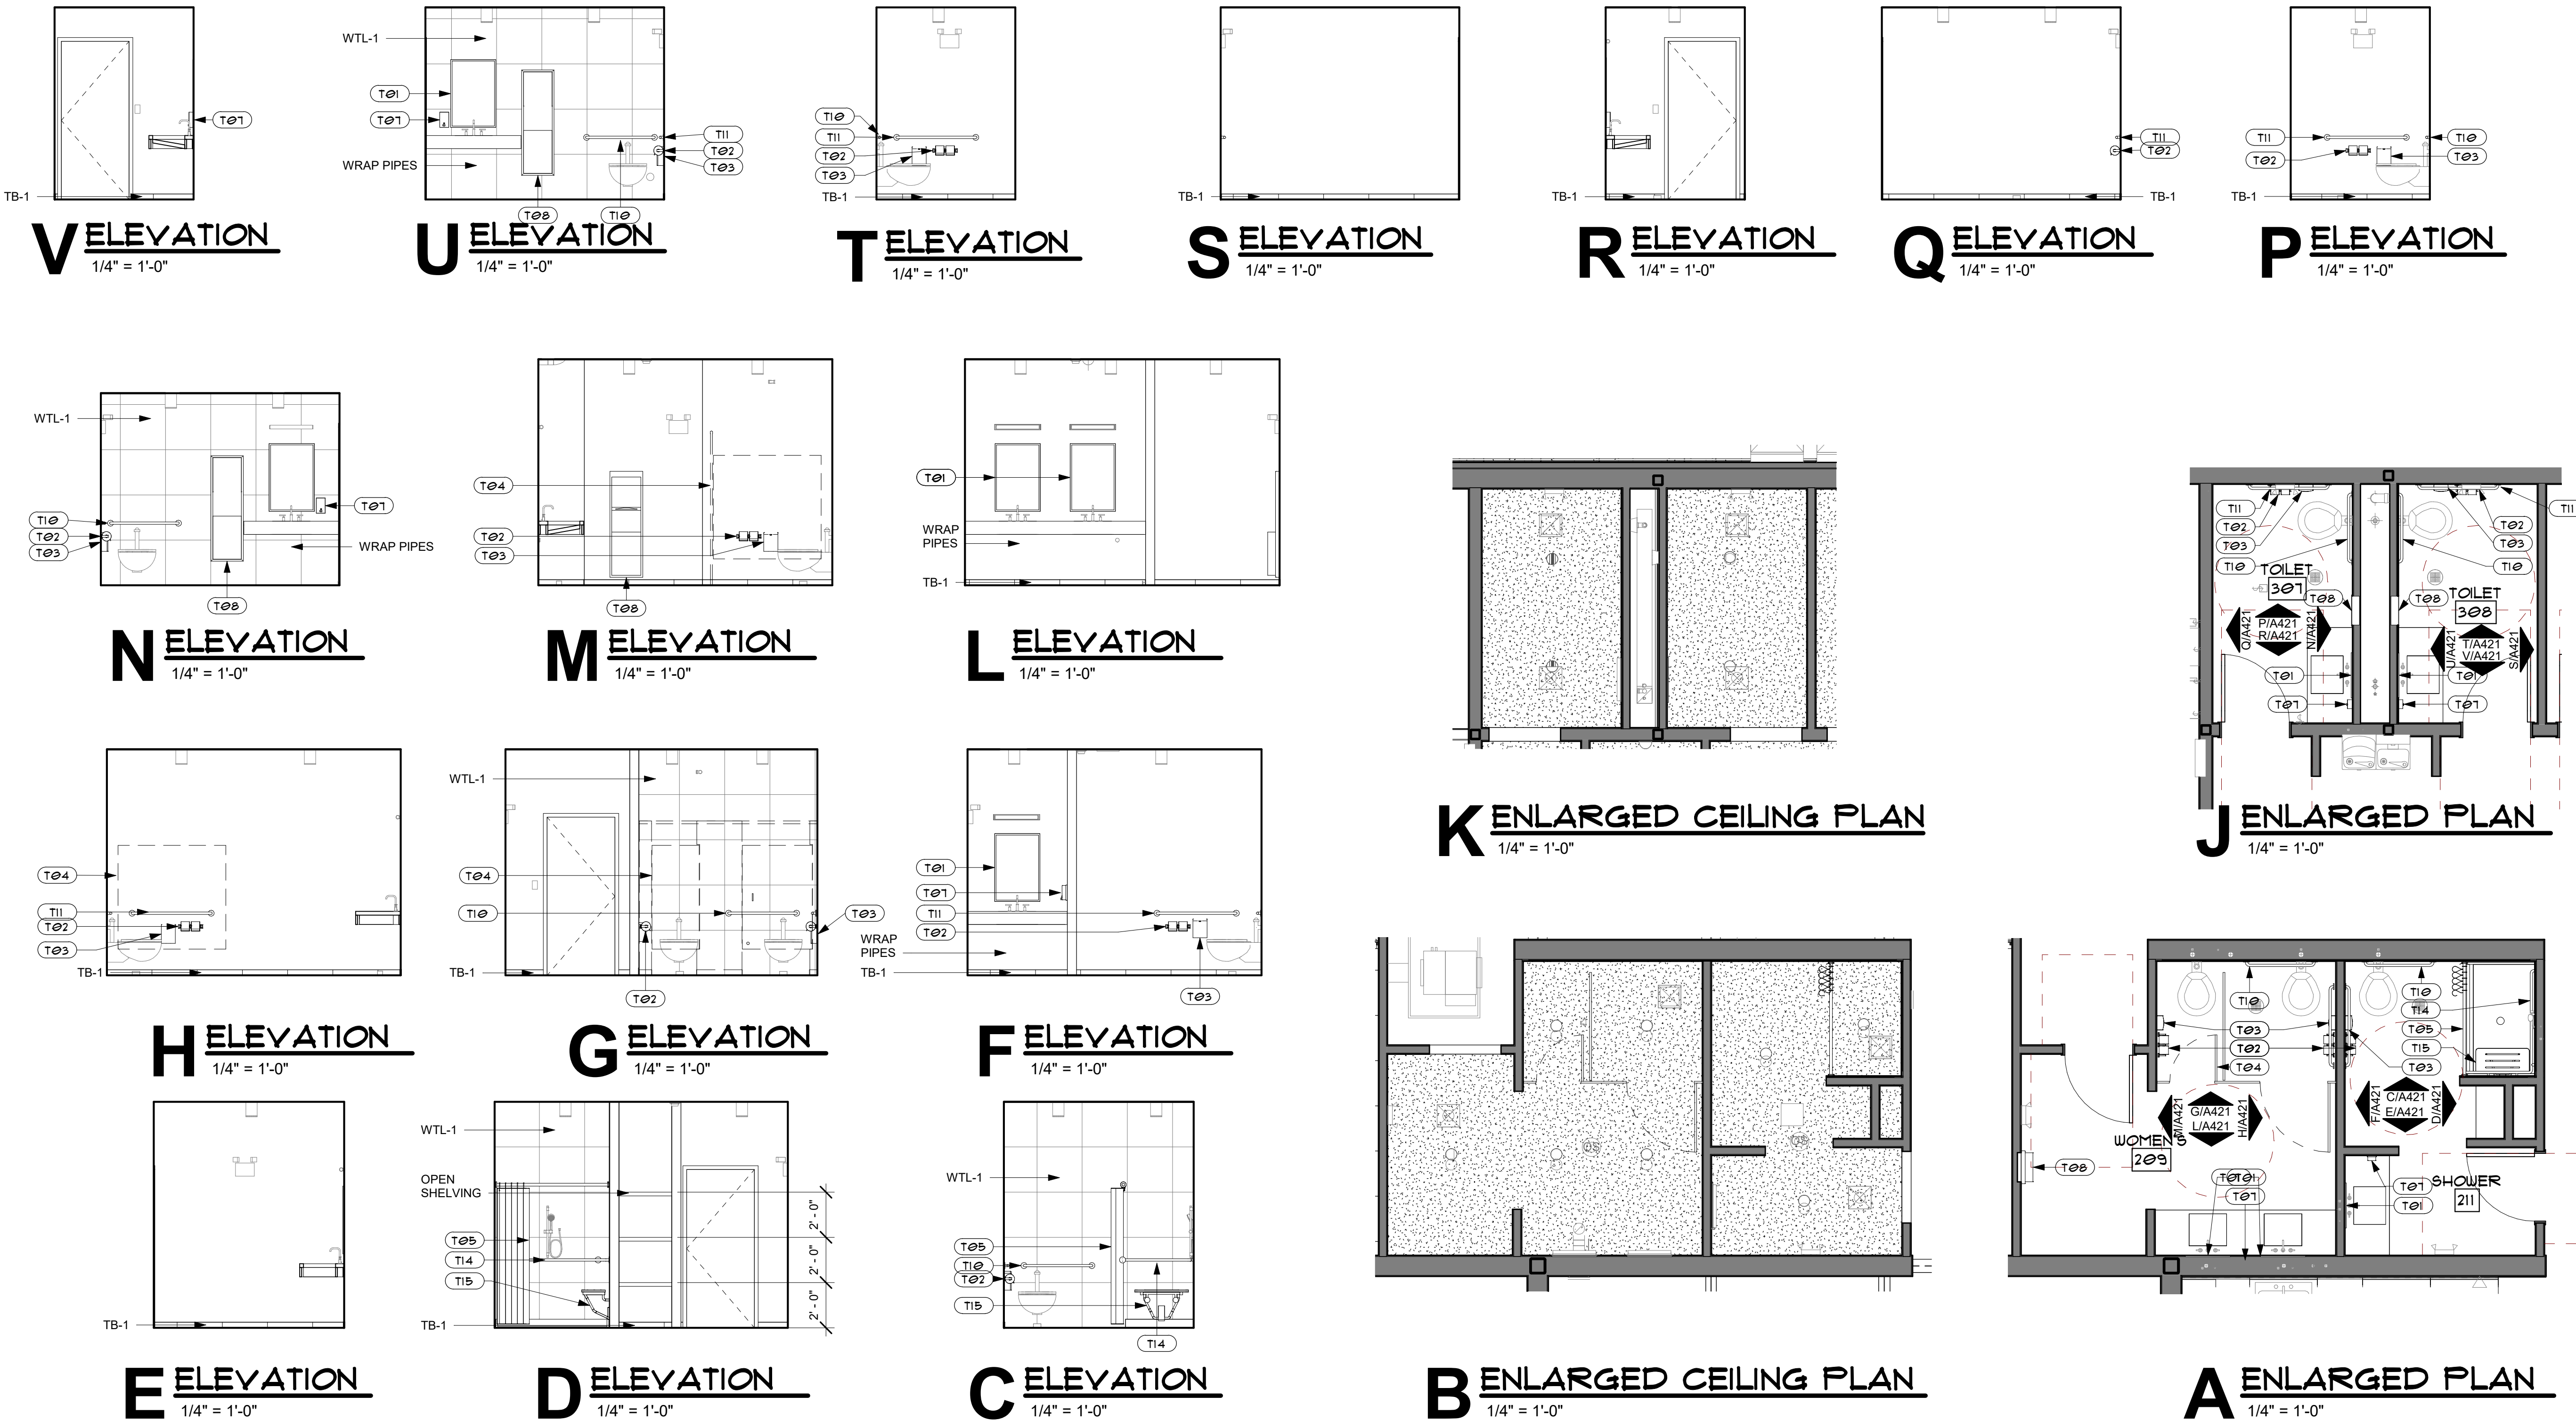 WTL-1
T01
T07
WRAP PIPES
TB-1
T07
T11
T02
T03
T08
T10
V ELEVATION
1/4" = 1'-0"
U ELEVATION
1/4" = 1'-0"
T10
T11
T02
T03
TB-1
T ELEVATION
1/4" = 1'-0"
TB-1
S ELEVATION
1/4" = 1'-0"
TB-1
R ELEVATION
1/4" = 1'-0"
T11
T02
TB-1
Q ELEVATION
1/4" = 1'-0"
T11
T02
T10
T03
TB-1
P ELEVATION
1/4" = 1'-0"
WTL-1
T10
T02
T03
T07
WRAP PIPES
T08
N ELEVATION
1/4" = 1'-0"
T04
T02
T03
T08
M ELEVATION
1/4" = 1'-0"
T01
WRAP
PIPES
TB-1
L ELEVATION
1/4" = 1'-0"
K ENLARGED CEILING PLAN
1/4" = 1'-0"
T11
T02
T03
T10
TOILET
307
T08
Q/A421
P/A421
R/A421
N/A421
T01
T07
T11
T02
T03
T10
T08
TOILET
308
U/A421
T/A421
V/A421
S/A421
T01
T07
J ENLARGED PLAN
1/4" = 1'-0"
T04
T11
T02
T03
TB-1
H ELEVATION
1/4" = 1'-0"
WTL-1
T04
T10
TB-1
T03
T02
G ELEVATION
1/4" = 1'-0"
T01
T07
T11
T02
WRAP
PIPES
TB-1
T03
F ELEVATION
1/4" = 1'-0"
TB-1
E ELEVATION
1/4" = 1'-0"
WTL-1
OPEN
SHELVING
T05
T14
T15
TB-1
2' - 0"
2' - 0"
2' - 0"
D ELEVATION
1/4" = 1'-0"
WTL-1
T05
T10
T02
T15
T14
C ELEVATION
1/4" = 1'-0"
B ENLARGED CEILING PLAN
1/4" = 1'-0"
T10
T03
T02
T04
T10
T14
T05
T15
T03
M/A421
G/A421
L/A421
H/A421
F/A421
C/A421
E/A421
D/A421
WOMEN'S
209
T08
T01
T07
T07
T01
SHOWER
211
A ENLARGED PLAN
1/4" = 1'-0"